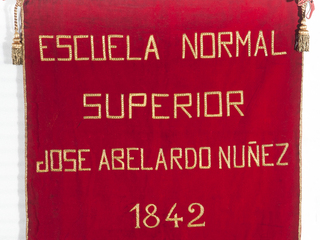 ESCUELA NORMAL
SUPERIOR
JOSE ABELARDO NUÑEZ
1842